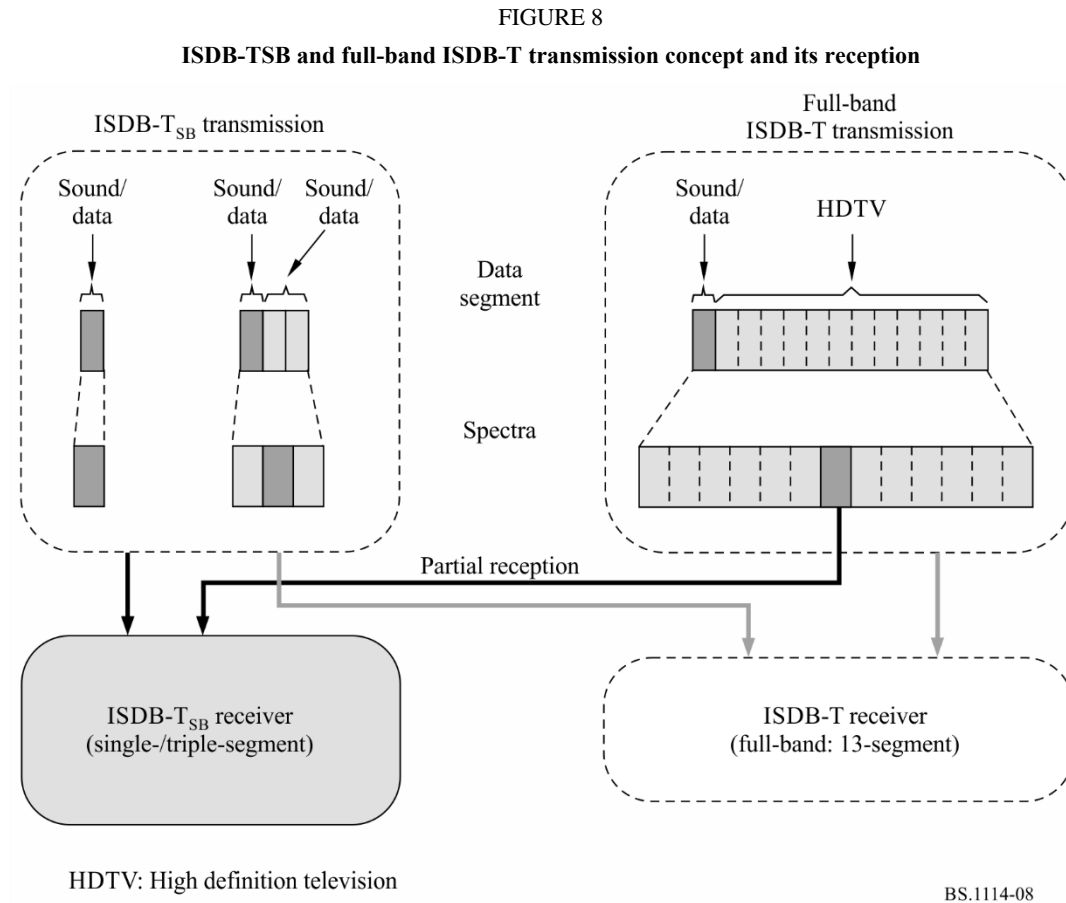 FIGURE 8
ISDB-TSB and full-band ISDB-T transmission concept and its reception
ISDB-TSB transmission
Full-band
ISDB-T transmission
Sound/
data
Sound/
data
Sound/
data
Sound/
data
HDTV
Data
segment
Spectra
Partial reception
ISDB-TSB receiver
(single-/triple-segment)
ISDB-T receiver
(full-band: 13-segment)
HDTV: High definition television
BS.1114-08